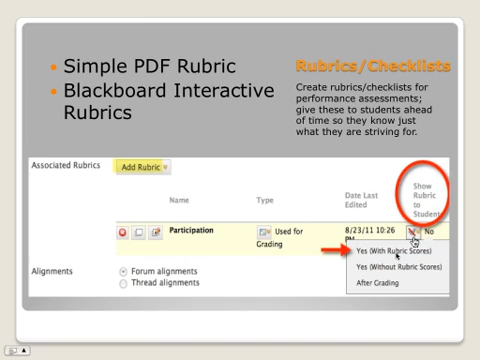 • Simple PDF Rubric
• Blackboard Interactive
Rubrics
Rubrics/Checklists
Create rubrics/checklists for
performance assessments;
give these to students ahead
of time so they know just
what they are striving for.
Associated Rubrics
Add Rubric
Name
Type
Date Last
Edited
Show
Rubric
to
Students
Participation
Used for
Grading
8/23/11 10:26
PM
No
Yes (With Rubric Scores)
Yes (Without Rubric Scores)
After Grading
Alignments
Forum alignments
Thread alignments